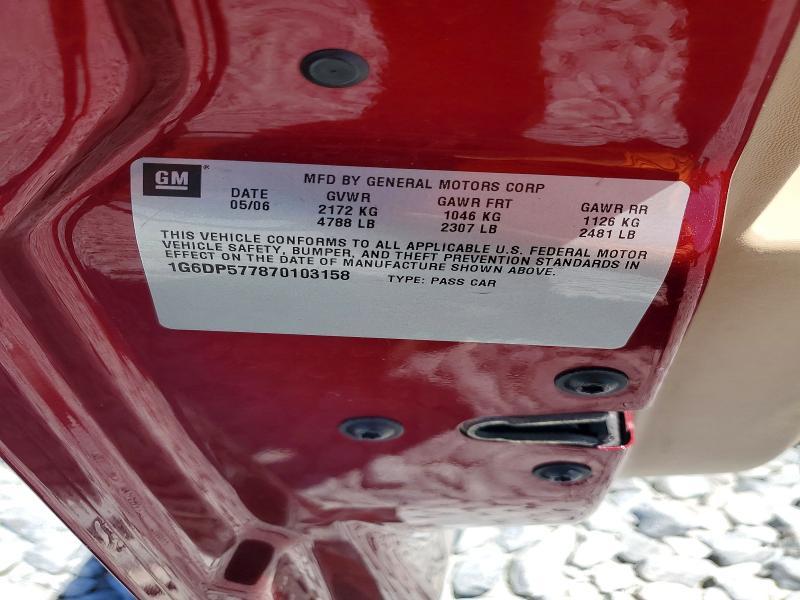 GM®
MFD BY GENERAL MOTORS CORP
DATE GVWR GAWR FRT GAWR RR
05/06 2172 KG 1046 KG 1126 KG
4788 LB 2307 LB 2481 LB
THIS VEHICLE CONFORMS TO ALL APPLICABLE U.S. FEDERAL MOTOR
VEHICLE SAFETY, BUMPER, AND THEFT PREVENTION STANDARDS IN
EFFECT ON THE DATE OF MANUFACTURE SHOWN ABOVE.
1G6DP577870103158 TYPE: PASS CAR